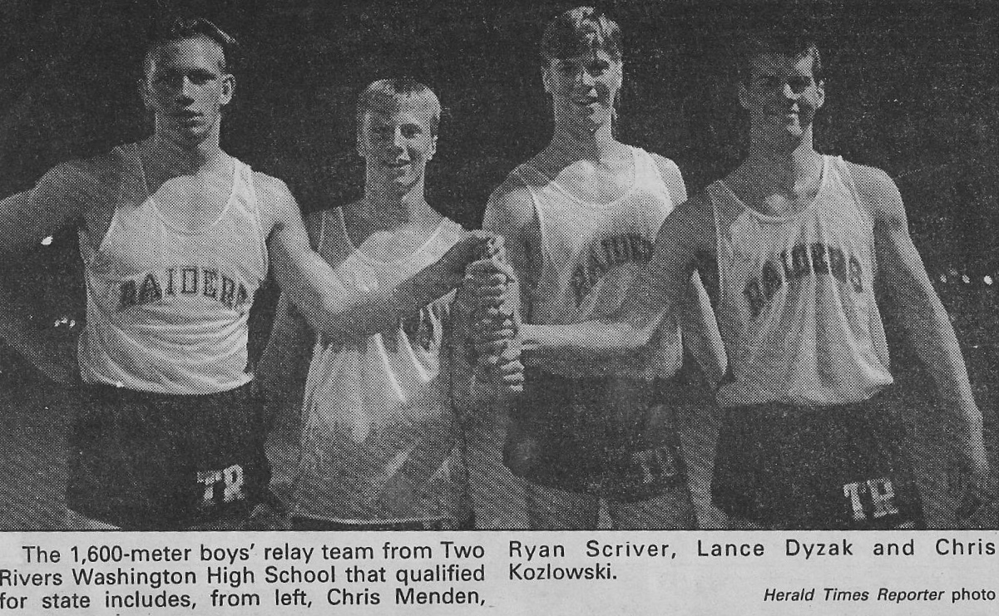 RAIDERS
RAIDERS
RAIDERS
TR
TR
TR
The 1,600-meter boys' relay team from Two
Rivers Washington High School that qualified
for state includes, from left, Chris Menden,
Ryan Scriver, Lance Dyzak and Chris
Kozlowski.
Herald Times Reporter photo